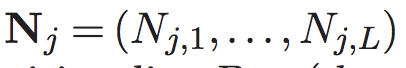 𝐍_j = (N_{j,1}, …, N_{j,L})